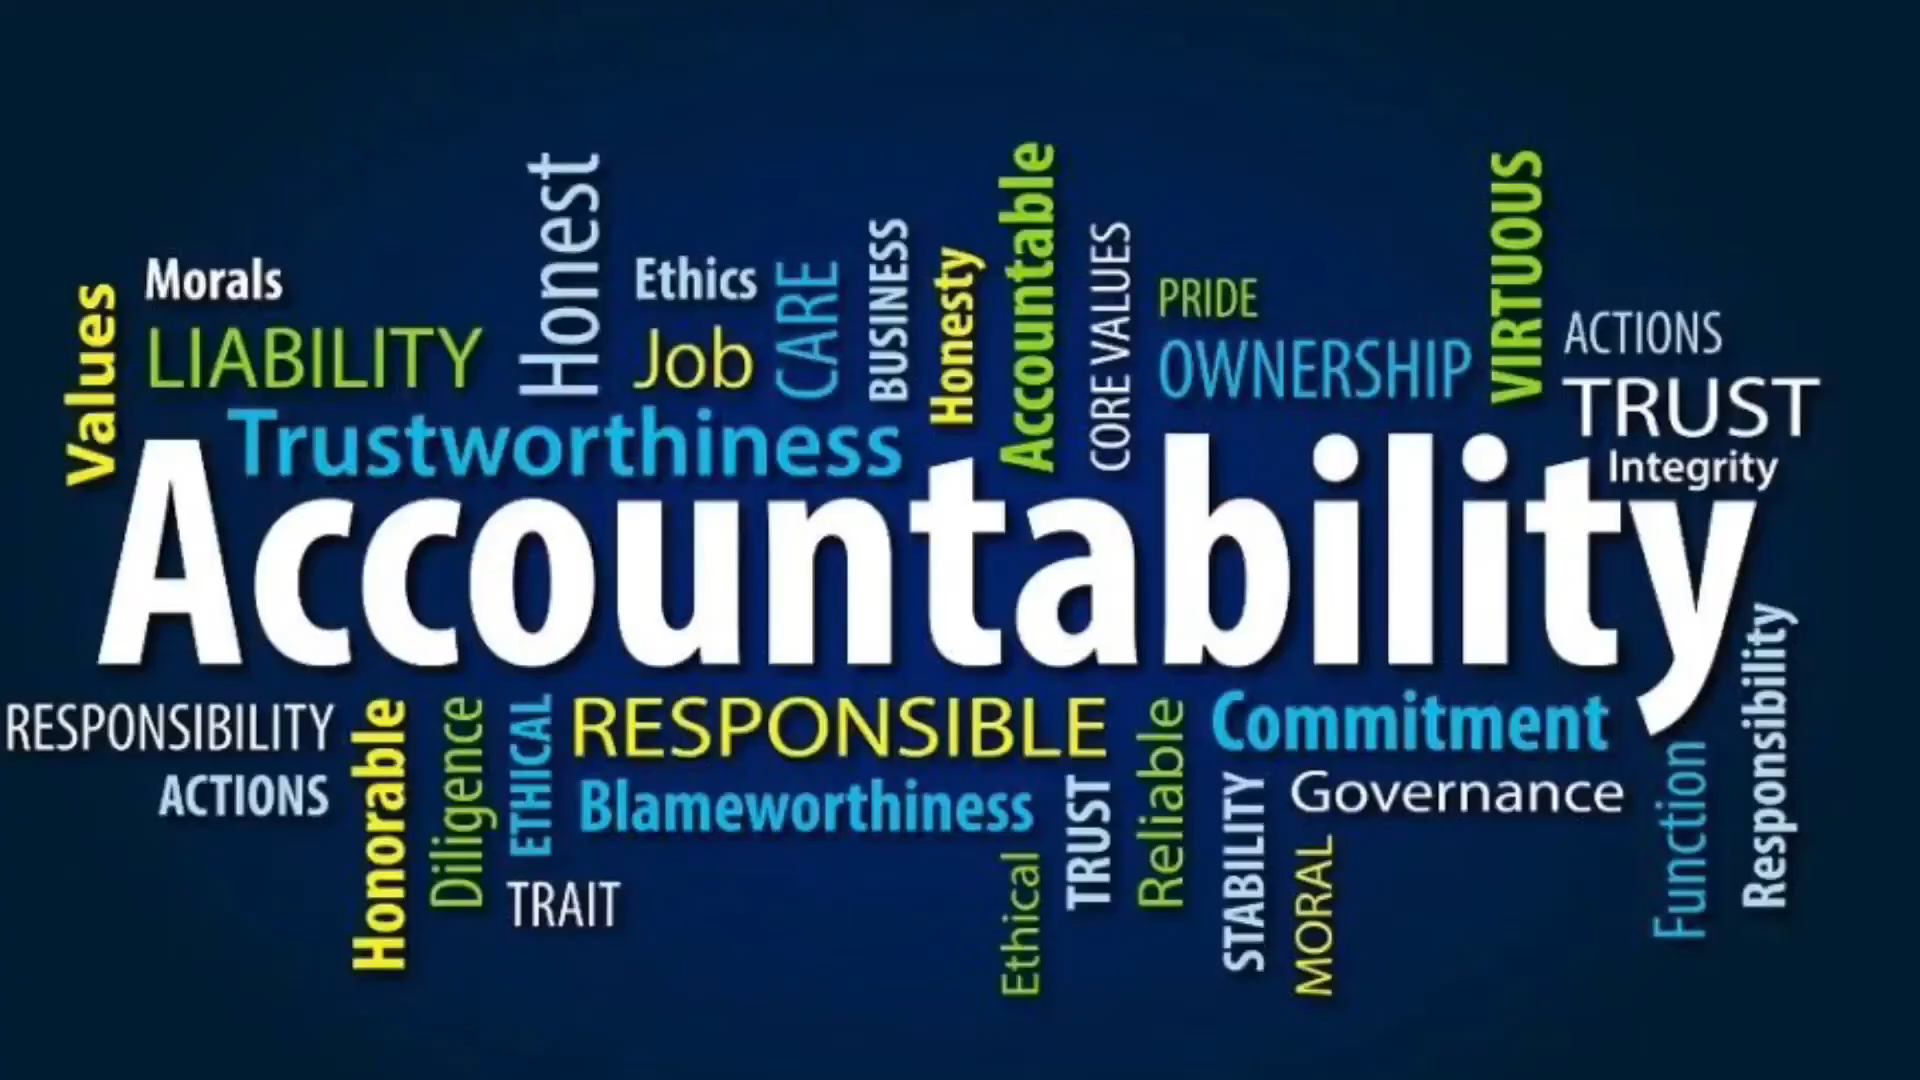 Values
Morals
LIABILITY
Honest
Ethics
Job
CARE
BUSINESS
Honesty
Accountable
CORE VALUES
PRIDE
OWNERSHIP
VIRTUOUS
ACTIONS
TRUST
Integrity
Trustworthiness
Accountability
RESPONSIBILITY
ACTIONS
Honorable
Diligence
ETHICAL
TRAIT
RESPONSIBLE
Blameworthiness
Ethical
TRUST
Reliable
Commitment
Governance
STABILITY
MORAL
Function
Responsibility